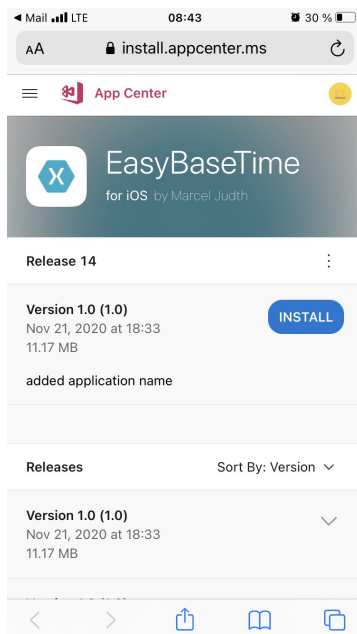 Mail LTE 08:43 30 %
AA install.appcenter.ms
App Center
EasyBaseTime
for iOS by Marcel Judth
Release 14
Version 1.0 (1.0)
Nov 21, 2020 at 18:33
11.17 MB
INSTALL
added application name
Releases Sort By: Version
Version 1.0 (1.0)
Nov 21, 2020 at 18:33
11.17 MB